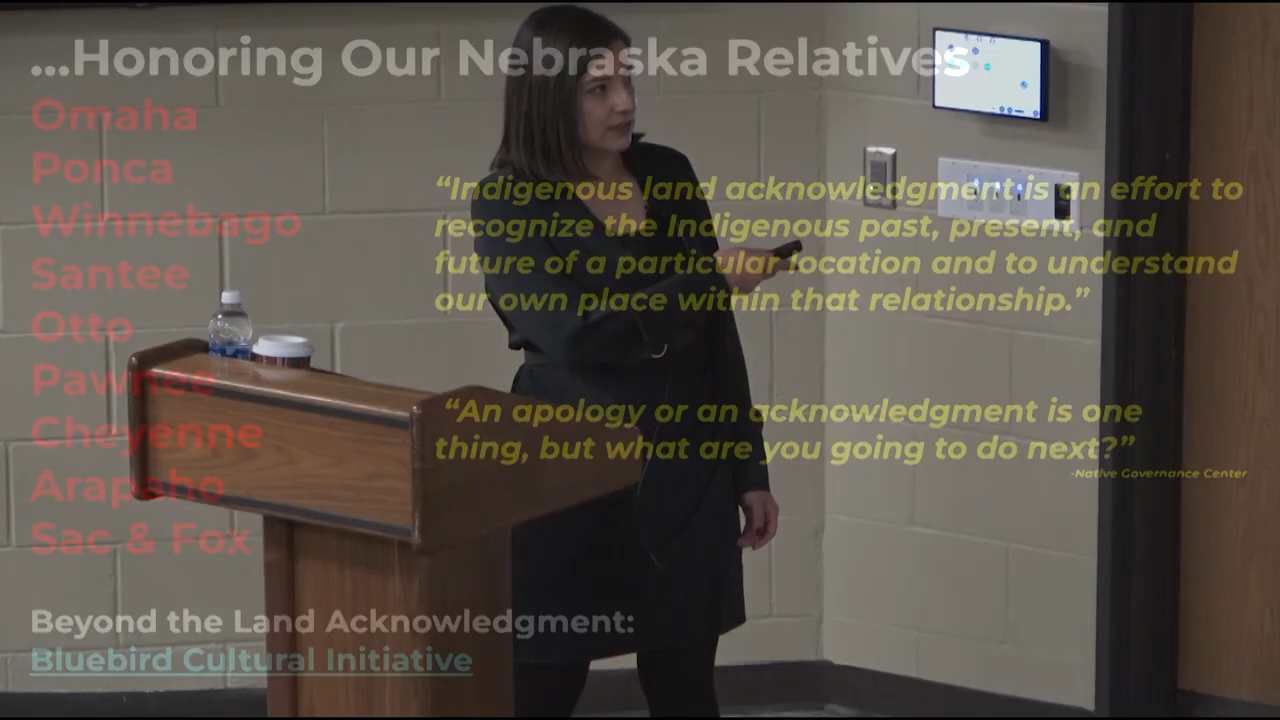 ...Honoring Our Nebraska Relatives
Omaha
Ponca
Winnebago
Santee
Otto
Pawnee
Cheyenne
Arapaho
Sac & Fox
“Indigenous land acknowledgment is an effort to
recognize the Indigenous past, present, and
future of a particular location and to understand
our own place within that relationship.”
“An apology or an acknowledgment is one
thing, but what are you going to do next?”
-Native Governance Center
Beyond the Land Acknowledgment:
Bluebird Cultural Initiative